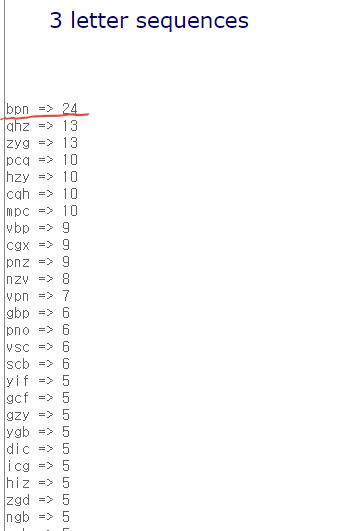 3 letter sequences
bpn => 24
qhz => 13
zyg => 13
pcq => 10
hzy => 10
cqh => 10
mpc => 10
vbp => 9
cgx => 9
pnz => 9
nzv => 8
vpn => 7
gbp => 6
pno => 6
vsc => 6
scb => 6
yif => 5
gcf => 5
gzy => 5
ygb => 5
dic => 5
icg => 5
hiz => 5
zgd => 5
ngb => 5